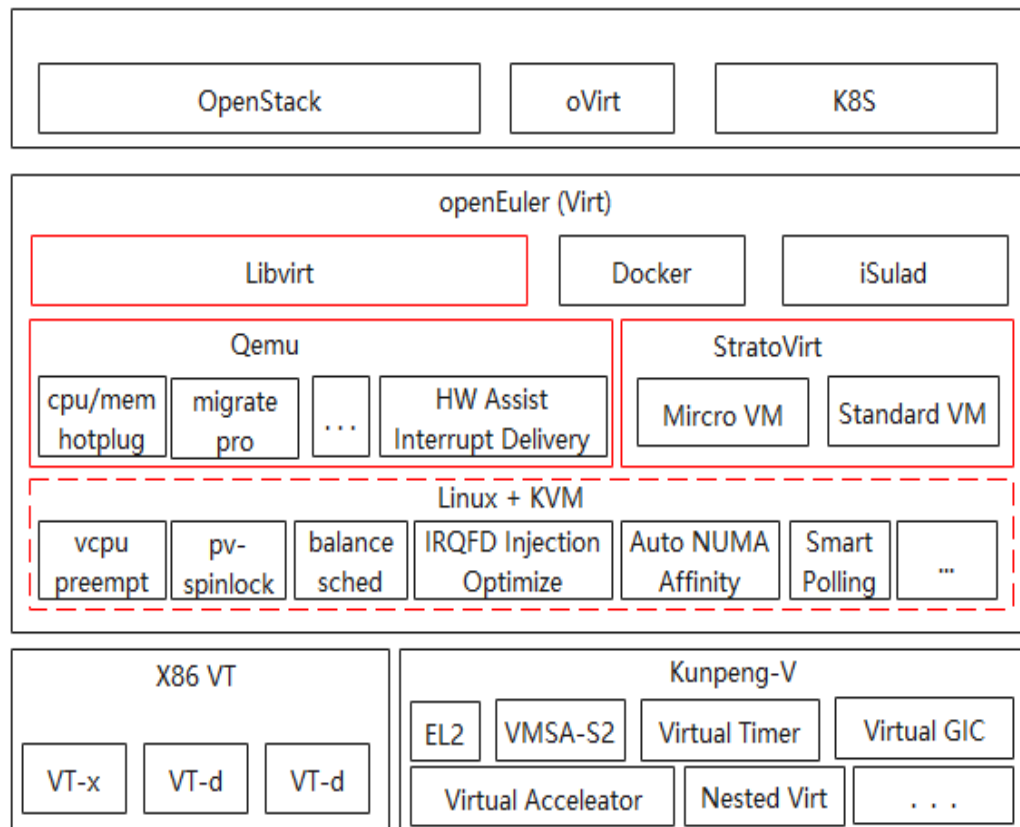 OpenStack
oVirt
K8S
openEuler (Virt)
Libvirt
Docker
iSulad
Qemu
cpu/mem
hotplug
migrate
pro
...
HW Assist
Interrupt Delivery
StratoVirt
Mircro VM
Standard VM
Linux + KVM
vcpu
preempt
pv-
spinlock
balance
sched
IRQFD Injection
Optimize
Auto NUMA
Affinity
Smart
Polling
...
X86 VT
VT-x
VT-d
VT-d
Kunpeng-V
EL2
VMSA-S2
Virtual Timer
Virtual GIC
Virtual Acceleator
Nested Virt
. . .